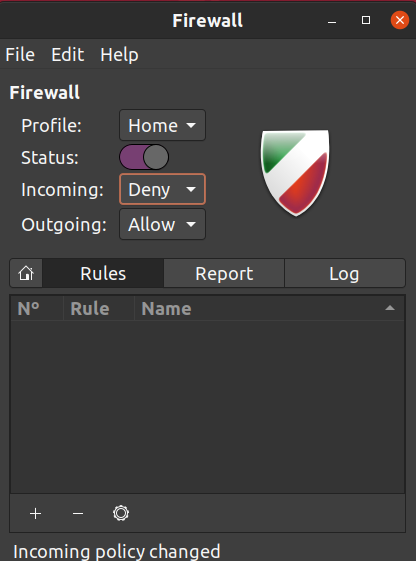 Firewall
File Edit Help
Firewall
Profile: Home
Status:
Incoming: Deny
Outgoing: Allow
Rules Report Log
Nº Rule Name
Incoming policy changed